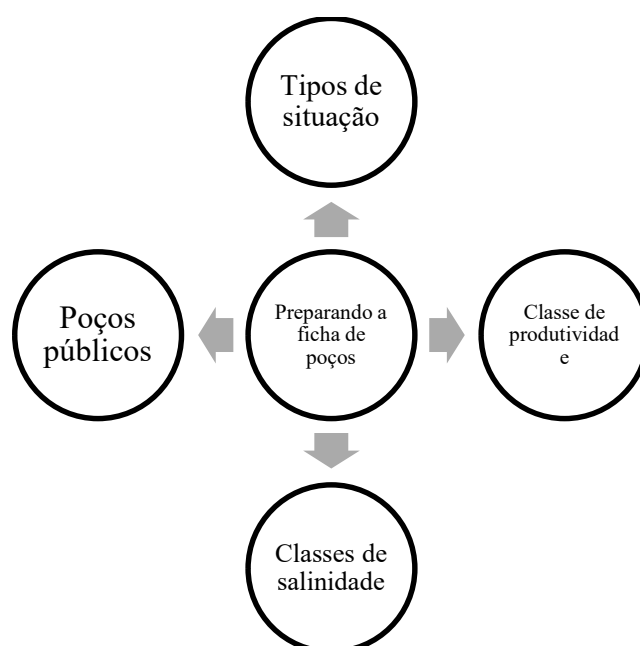 Tipos de
situação
Poços
públicos
Preparando a
ficha de
poços
Classe de
produtividad
e
Classes de
salinidade